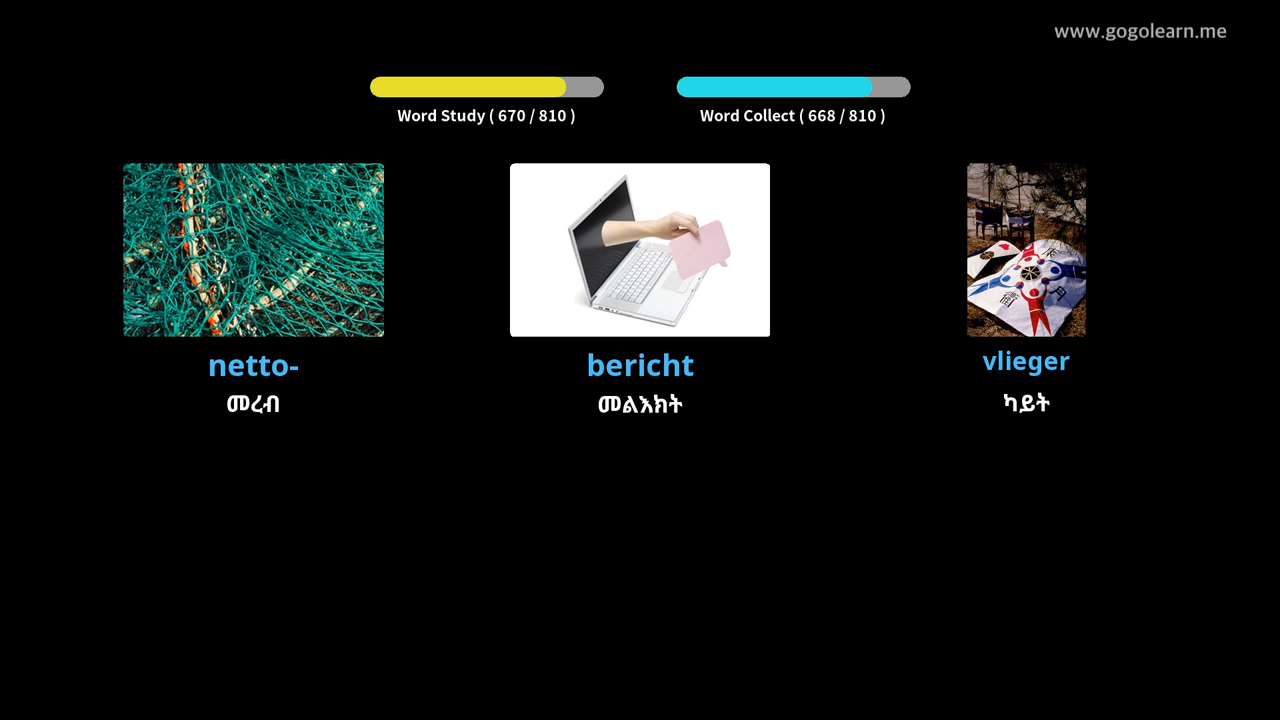 www.gogolearn.me
Word Study ( 670 / 810 )
Word Collect ( 668 / 810 )
netto-
bericht
vlieger
መረብ
መልእክት
ካይት